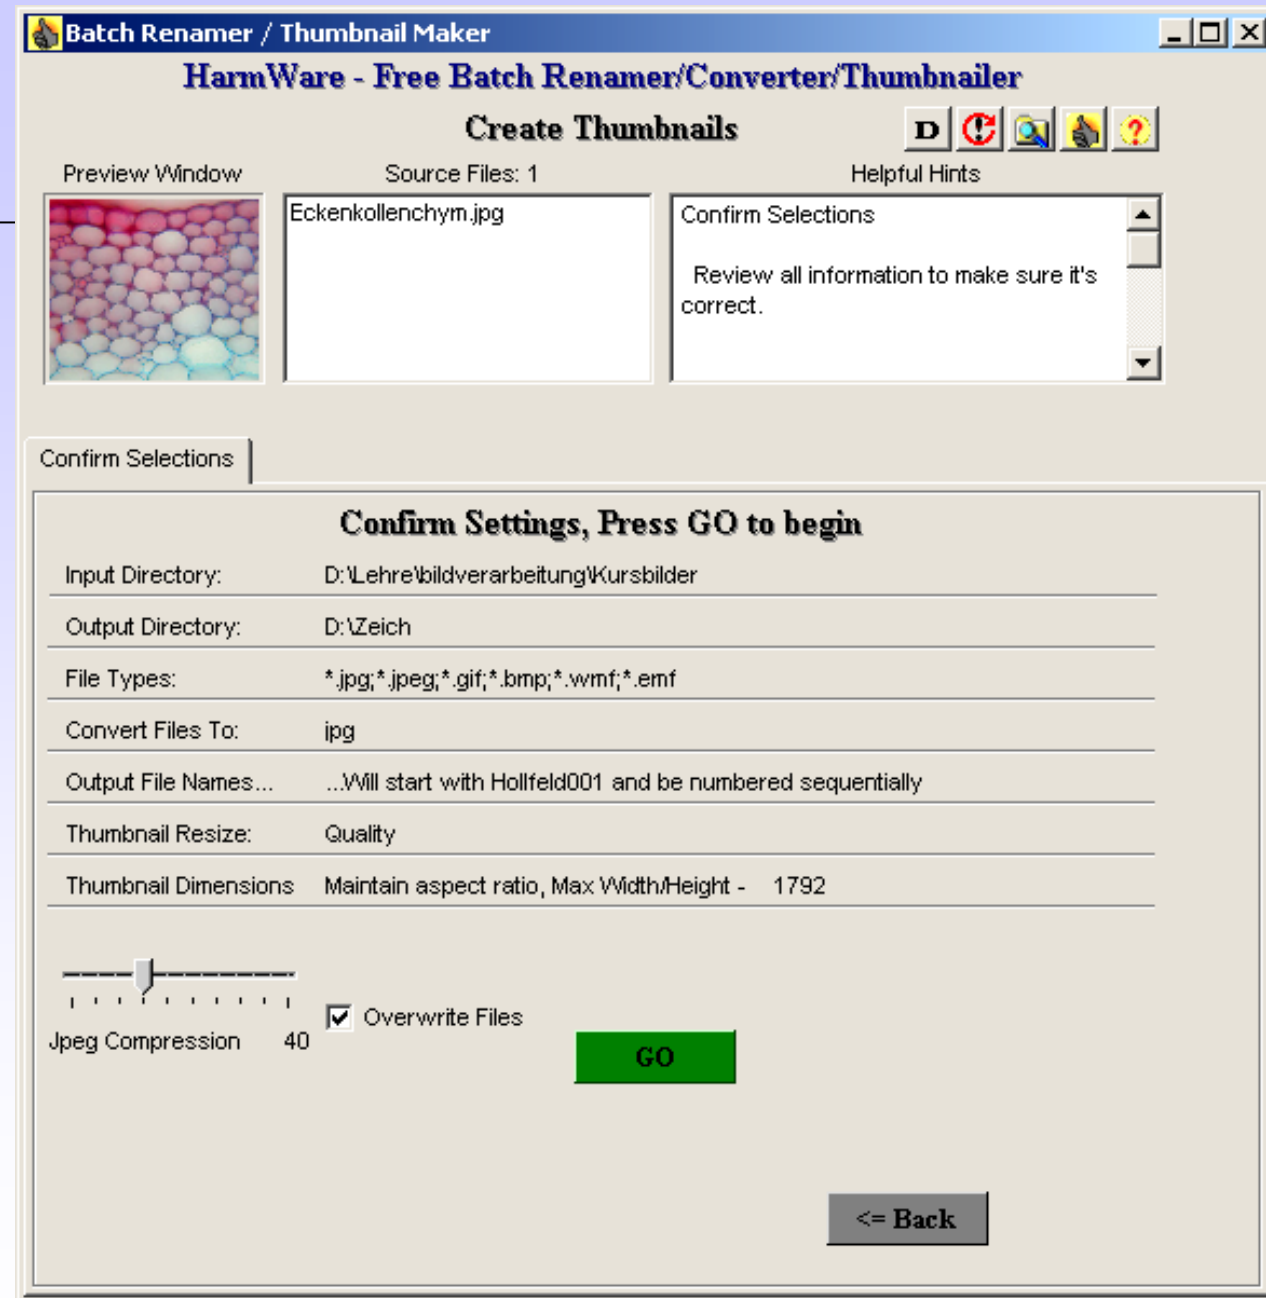 Batch Renamer / Thumbnail Maker
HarmWare - Free Batch Renamer/Converter/Thumbnailer
Create Thumbnails
D
Preview Window
Source Files: 1
Helpful Hints
Eckenkollenchym.jpg
Confirm Selections
Review all information to make sure it's
correct.
Confirm Selections
Confirm Settings, Press GO to begin
Input Directory: D:\Lehre\bildverarbeitung\Kursbilder
Output Directory: D:\Zeich
File Types: *.jpg;*.jpeg;*.gif;*.bmp;*.wmf;*.emf
Convert Files To: jpg
Output File Names... ...Will start with Hollfeld001 and be numbered sequentially
Thumbnail Resize: Quality
Thumbnail Dimensions Maintain aspect ratio, Max Width/Height - 1792
Overwrite Files
Jpeg Compression 40
GO
<= Back